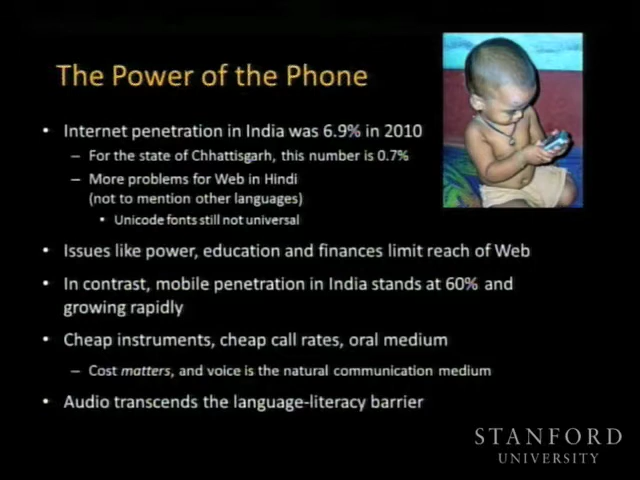 The Power of the Phone
• Internet penetration in India was 6.9% in 2010
– For the state of Chhattisgarh, this number is 0.7%
– More problems for Web in Hindi
(not to mention other languages)
• Unicode fonts still not universal
• Issues like power, education and finances limit reach of Web
• In contrast, mobile penetration in India stands at 60% and
growing rapidly
• Cheap instruments, cheap call rates, oral medium
– Cost matters, and voice is the natural communication medium
• Audio transcends the language-literacy barrier
STANFORD
UNIVERSITY